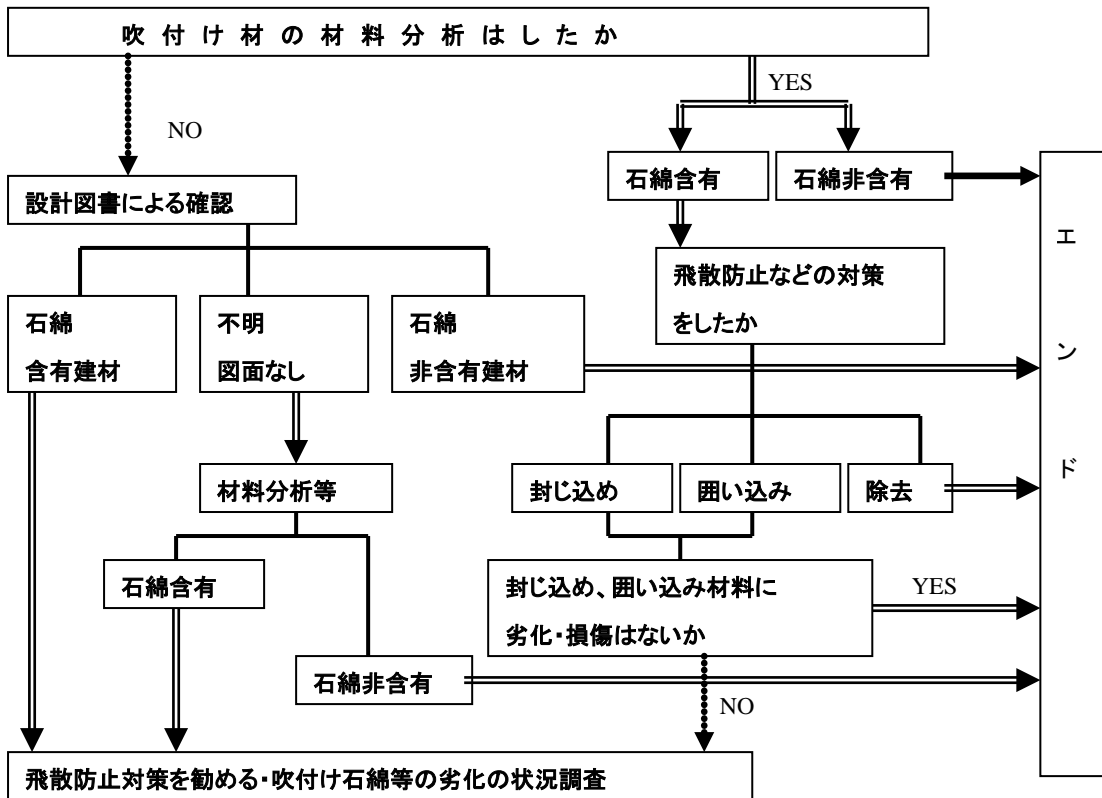 吹付け材の材料分析はしたか
YES
NO
石綿含有
石綿非含有
設計図書による確認
エンド
飛散防止などの対策
をしたか
石綿
含有建材
不明
図面なし
石綿
非含有建材
材料分析等
封じ込め
囲い込み
除去
石綿含有
封じ込め、囲い込み材料に
劣化・損傷はないか
YES
石綿非含有
NO
飛散防止対策を勧める・吹付け石綿等の劣化の状況調査